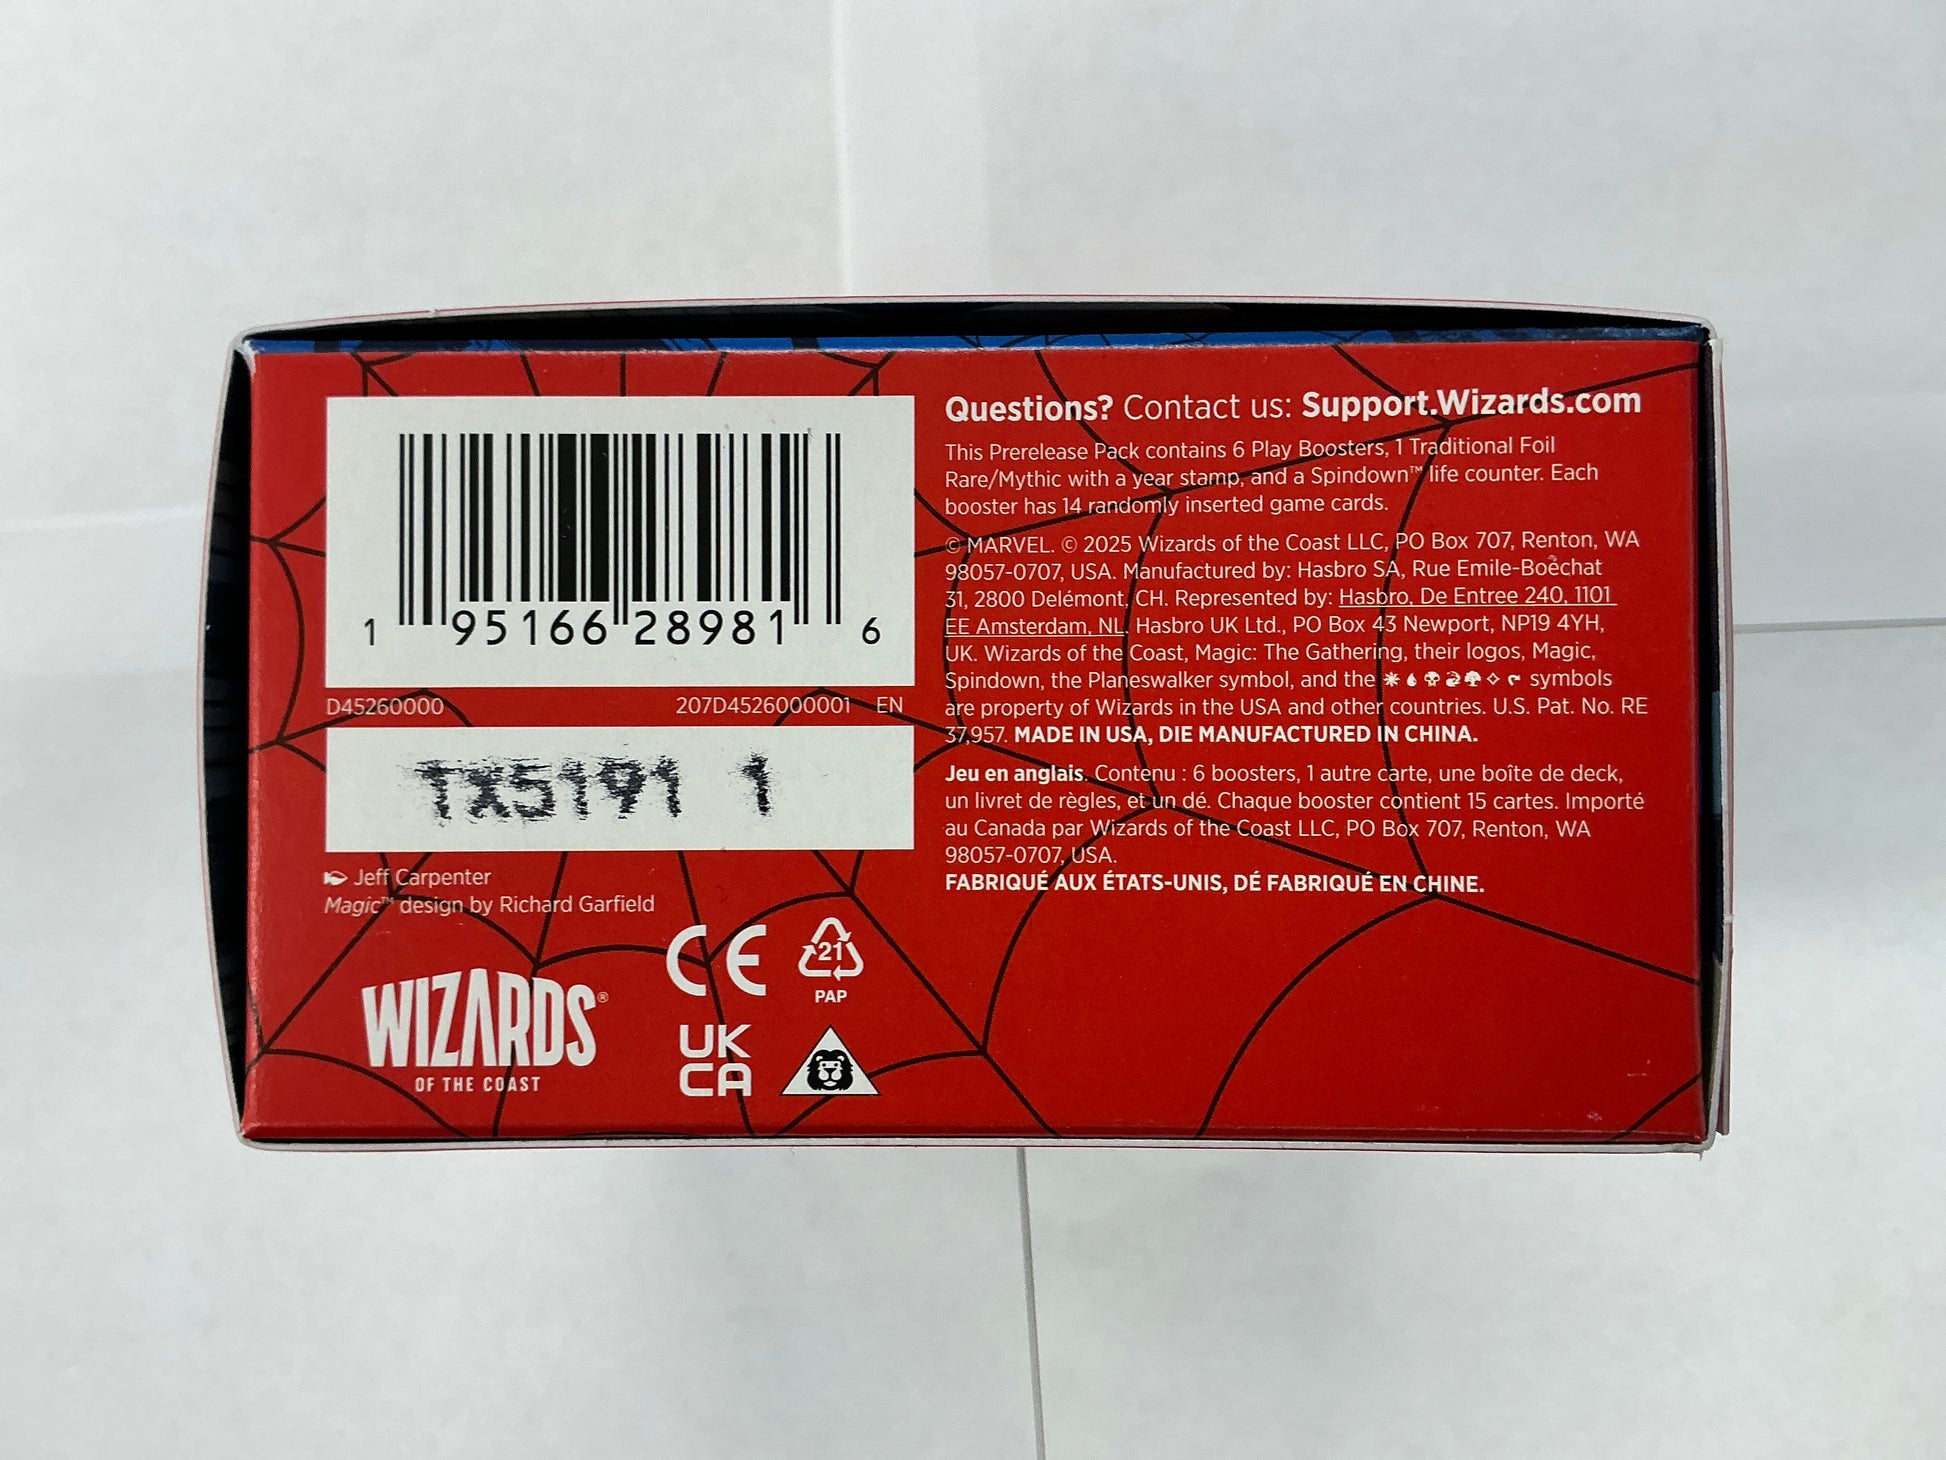 1 95166 28981 6
D45260000 207D4526000001 EN
TX5191 1
Jeff Carpenter
Magic™ design by Richard Garfield
WIZARDS®
OF THE COAST
CE
21
PAP
UK
CA
Questions? Contact us: Support.Wizards.com
This Prerelease Pack contains 6 Play Boosters, 1 Traditional Foil
Rare/Mythic with a year stamp, and a Spindown™ life counter. Each
booster has 14 randomly inserted game cards.
© MARVEL. © 2025 Wizards of the Coast LLC, PO Box 707, Renton, WA
98057-0707, USA. Manufactured by: Hasbro SA, Rue Emile-Boëchat
31, 2800 Delémont, CH. Represented by: Hasbro, De Entree 240, 1101
EE Amsterdam, NL. Hasbro UK Ltd., PO Box 43 Newport, NP19 4YH,
UK. Wizards of the Coast, Magic: The Gathering, their logos, Magic,
Spindown, the Planeswalker symbol, and the symbols
are property of Wizards in the USA and other countries. U.S. Pat. No. RE
37,957. MADE IN USA, DIE MANUFACTURED IN CHINA.
Jeu en anglais. Contenu : 6 boosters, 1 autre carte, une boîte de deck,
un livret de règles, et un dé. Chaque booster contient 15 cartes. Importé
au Canada par Wizards of the Coast LLC, PO Box 707, Renton, WA
98057-0707, USA.
FABRIQUÉ AUX ÉTATS-UNIS, DÉ FABRIQUÉ EN CHINE.